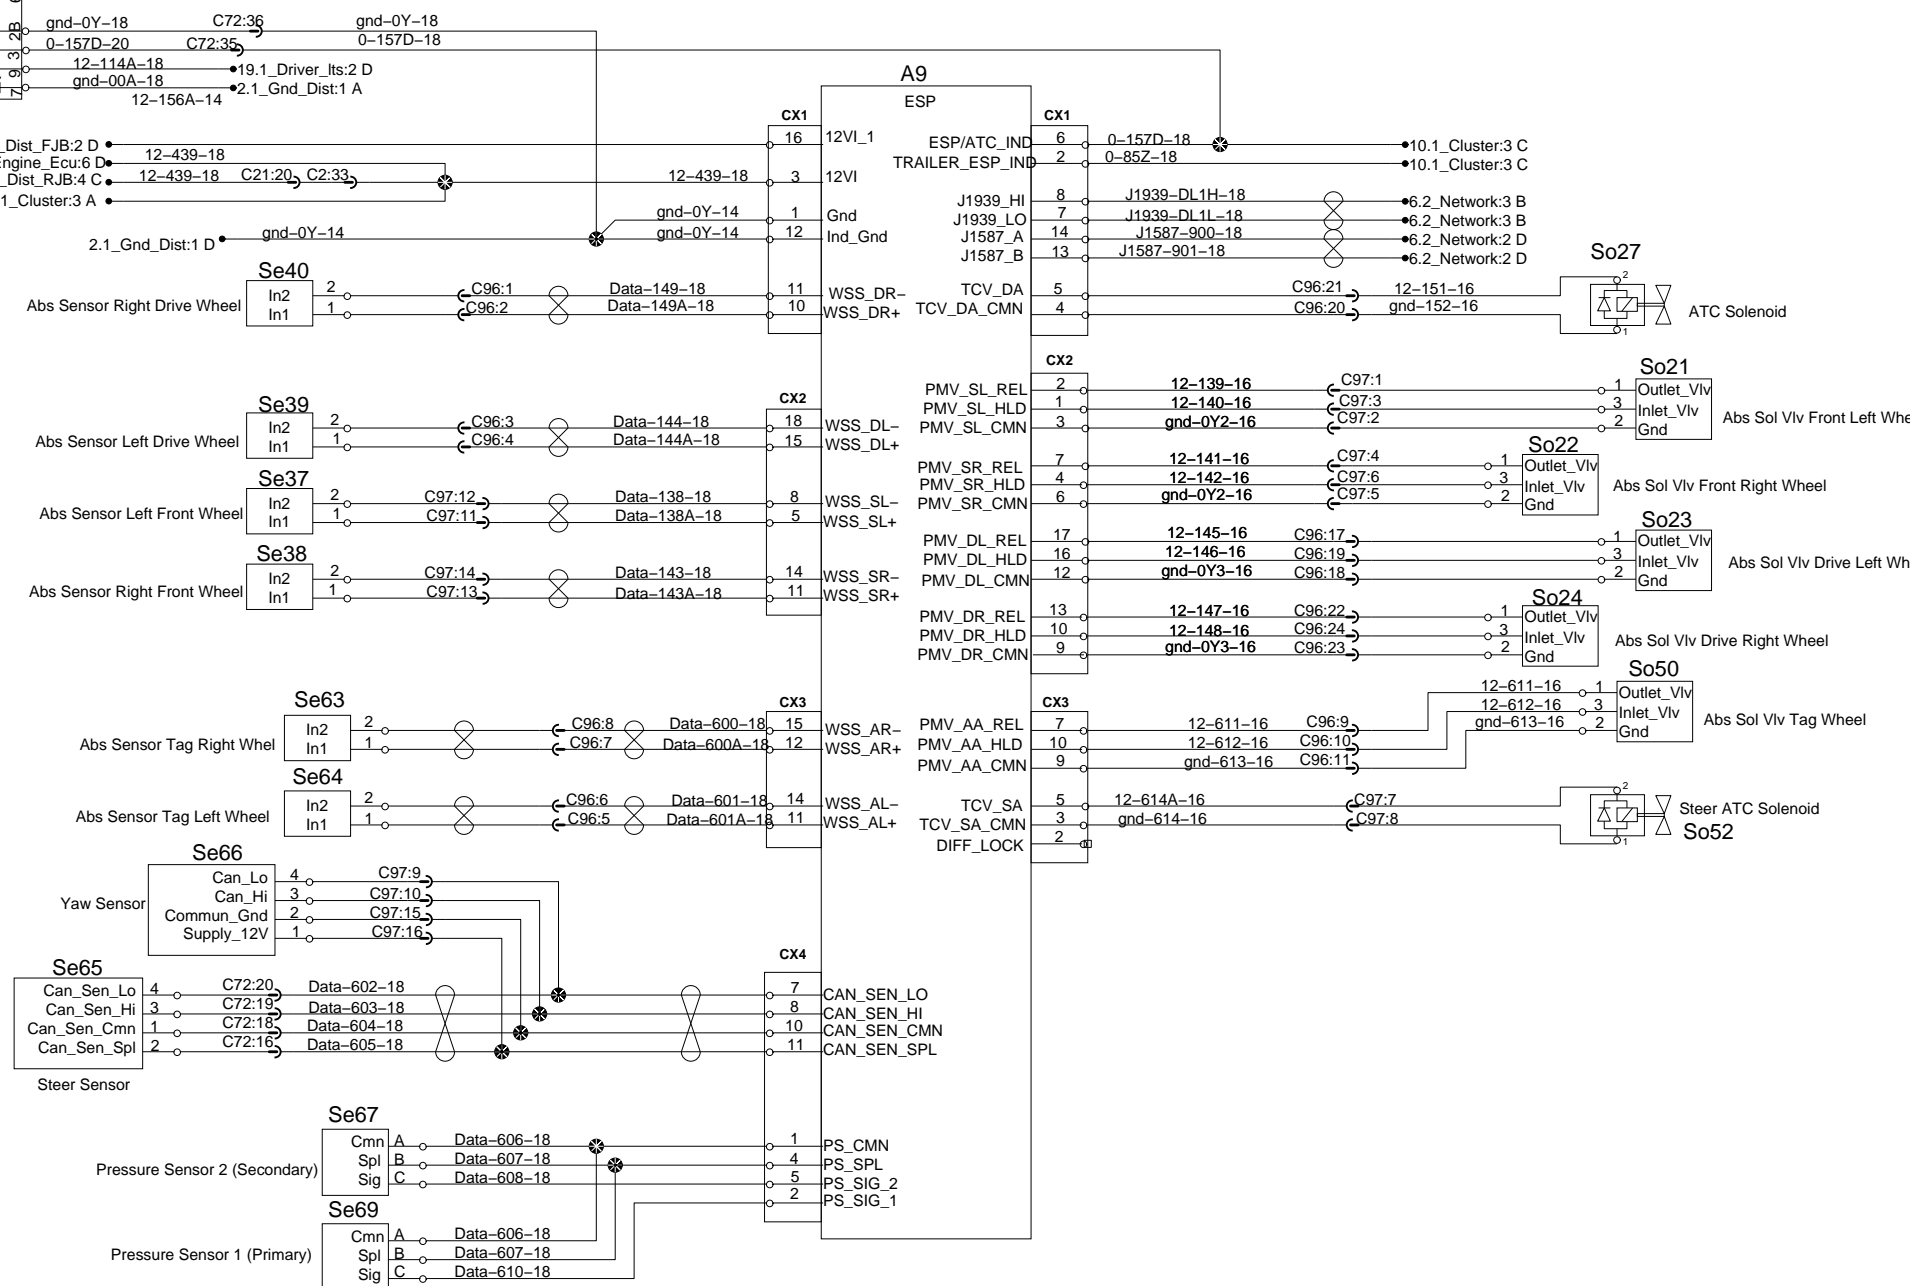 gnd-0Y-18 C72:36 gnd-0Y-18
2B
0-157D-20 C72:35 0-157D-18
3
12-114A-18 19.1_Driver_lts:2 D
9
gnd-00A-18 2.1_Gnd_Dist:1 A
7
12-156A-14
A9
ESP
CX1
16 12VI_1
_Dist_FJB:2 D
Engine_Ecu:6 D 12-439-18
_Dist_RJB:4 C 12-439-18 C21:20 C2:33 12-439-18 3 12VI
1_Cluster:3 A
gnd-0Y-14 1 Gnd
2.1_Gnd_Dist:1 D gnd-0Y-14 gnd-0Y-14 12 Ind_Gnd
Se40
Abs Sensor Right Drive Wheel
In2 2 C96:1 Data-149-18 11 WSS_DR-
In1 1 C96:2 Data-149A-18 10 WSS_DR+
CX1
ESP/ATC_IND 6 0-157D-18 10.1_Cluster:3 C
TRAILER_ESP_IND 2 0-85Z-18 10.1_Cluster:3 C
J1939_HI 8 J1939-DL1H-18 6.2_Network:3 B
J1939_LO 7 J1939-DL1L-18 6.2_Network:3 B
J1587_A 14 J1587-900-18 6.2_Network:2 D
J1587_B 13 J1587-901-18 6.2_Network:2 D
So27
TCV_DA 5 C96:21 12-151-16 2
TCV_DA_CMN 4 C96:20 gnd-152-16 1
ATC Solenoid
CX2
Se39
Abs Sensor Left Drive Wheel
In2 2 C96:3 Data-144-18 18 WSS_DL-
In1 1 C96:4 Data-144A-18 15 WSS_DL+
Se37
Abs Sensor Left Front Wheel
In2 2 C97:12 Data-138-18 8 WSS_SL-
In1 1 C97:11 Data-138A-18 5 WSS_SL+
Se38
Abs Sensor Right Front Wheel
In2 2 C97:14 Data-143-18 14 WSS_SR-
In1 1 C97:13 Data-143A-18 11 WSS_SR+
CX2
So21
PMV_SL_REL 2 12-139-16 C97:1 1 Outlet_Vlv
PMV_SL_HLD 1 12-140-16 C97:3 3 Inlet_Vlv
PMV_SL_CMN 3 gnd-0Y2-16 C97:2 2 Gnd
Abs Sol Vlv Front Left Whe
So22
PMV_SR_REL 7 12-141-16 C97:4 1 Outlet_Vlv
PMV_SR_HLD 4 12-142-16 C97:6 3 Inlet_Vlv
PMV_SR_CMN 6 gnd-0Y2-16 C97:5 2 Gnd
Abs Sol Vlv Front Right Wheel
So23
PMV_DL_REL 17 12-145-16 C96:17 1 Outlet_Vlv
PMV_DL_HLD 16 12-146-16 C96:19 3 Inlet_Vlv
PMV_DL_CMN 12 gnd-0Y3-16 C96:18 2 Gnd
Abs Sol Vlv Drive Left Wh
So24
PMV_DR_REL 13 12-147-16 C96:22 1 Outlet_Vlv
PMV_DR_HLD 10 12-148-16 C96:24 3 Inlet_Vlv
PMV_DR_CMN 9 gnd-0Y3-16 C96:23 2 Gnd
Abs Sol Vlv Drive Right Wheel
CX3
Se63
Abs Sensor Tag Right Whel
In2 2 C96:8 Data-600-18 15 WSS_AR-
In1 1 C96:7 Data-600A-18 12 WSS_AR+
Se64
Abs Sensor Tag Left Wheel
In2 2 C96:6 Data-601-18 14 WSS_AL-
In1 1 C96:5 Data-601A-18 11 WSS_AL+
CX3
So50
PMV_AA_REL 7 12-611-16 C96:9 12-611-16 1 Outlet_Vlv
PMV_AA_HLD 10 12-612-16 C96:10 12-612-16 3 Inlet_Vlv
PMV_AA_CMN 9 gnd-613-16 C96:11 gnd-613-16 2 Gnd
Abs Sol Vlv Tag Wheel
TCV_SA 5 12-614A-16 C97:7 2
TCV_SA_CMN 3 gnd-614-16 C97:8 1
DIFF_LOCK 2
Steer ATC Solenoid
So52
Se66
Yaw Sensor
Can_Lo 4 C97:9
Can_Hi 3 C97:10
Commun_Gnd 2 C97:15
Supply_12V 1 C97:16
CX4
Se65
Can_Sen_Lo 4 C72:20 Data-602-18 7 CAN_SEN_LO
Can_Sen_Hi 3 C72:19 Data-603-18 8 CAN_SEN_HI
Can_Sen_Cmn 1 C72:18 Data-604-18 10 CAN_SEN_CMN
Can_Sen_Spl 2 C72:16 Data-605-18 11 CAN_SEN_SPL
Steer Sensor
Se67
Pressure Sensor 2 (Secondary)
Cmn A Data-606-18 1 PS_CMN
Spl B Data-607-18 4 PS_SPL
Sig C Data-608-18 5 PS_SIG_2
2 PS_SIG_1
Se69
Pressure Sensor 1 (Primary)
Cmn A Data-606-18
Spl B Data-607-18
Sig C Data-610-18